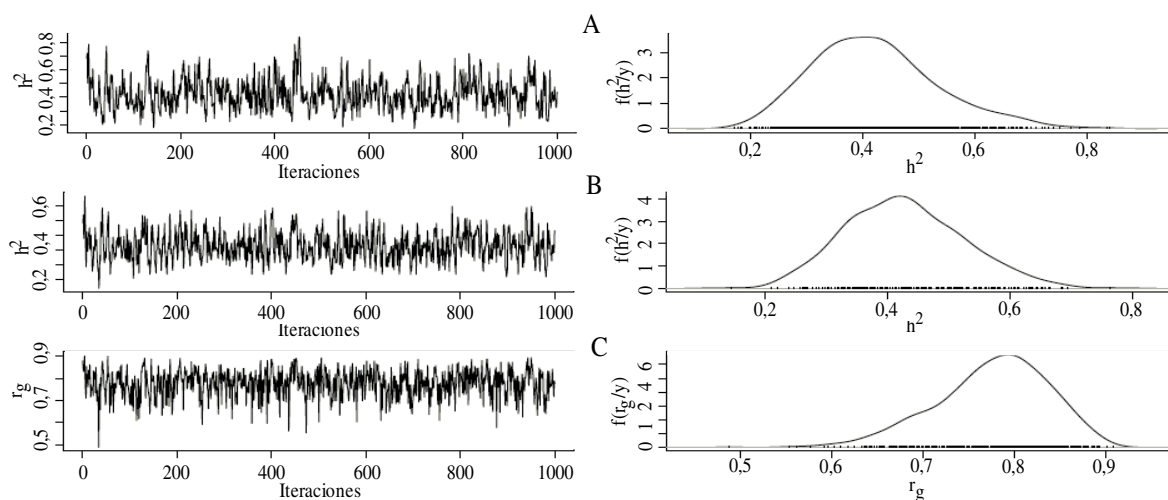 A
h²
0,2 0,4 0,6 0,8
0 200 400 600 800 1000
Iteraciones
f(h²/y)
0 1 2 3
0,2 0,4 0,6 0,8
h²
B
h²
0,2 0,4 0,6
0 200 400 600 800 1000
Iteraciones
f(h²/y)
0 1 2 3 4
0,2 0,4 0,6 0,8
h²
C
r_g
0,5 0,7 0,9
0 200 400 600 800 1000
Iteraciones
f(r_g/y)
0 1 2 4 6
0,5 0,6 0,7 0,8 0,9
r_g